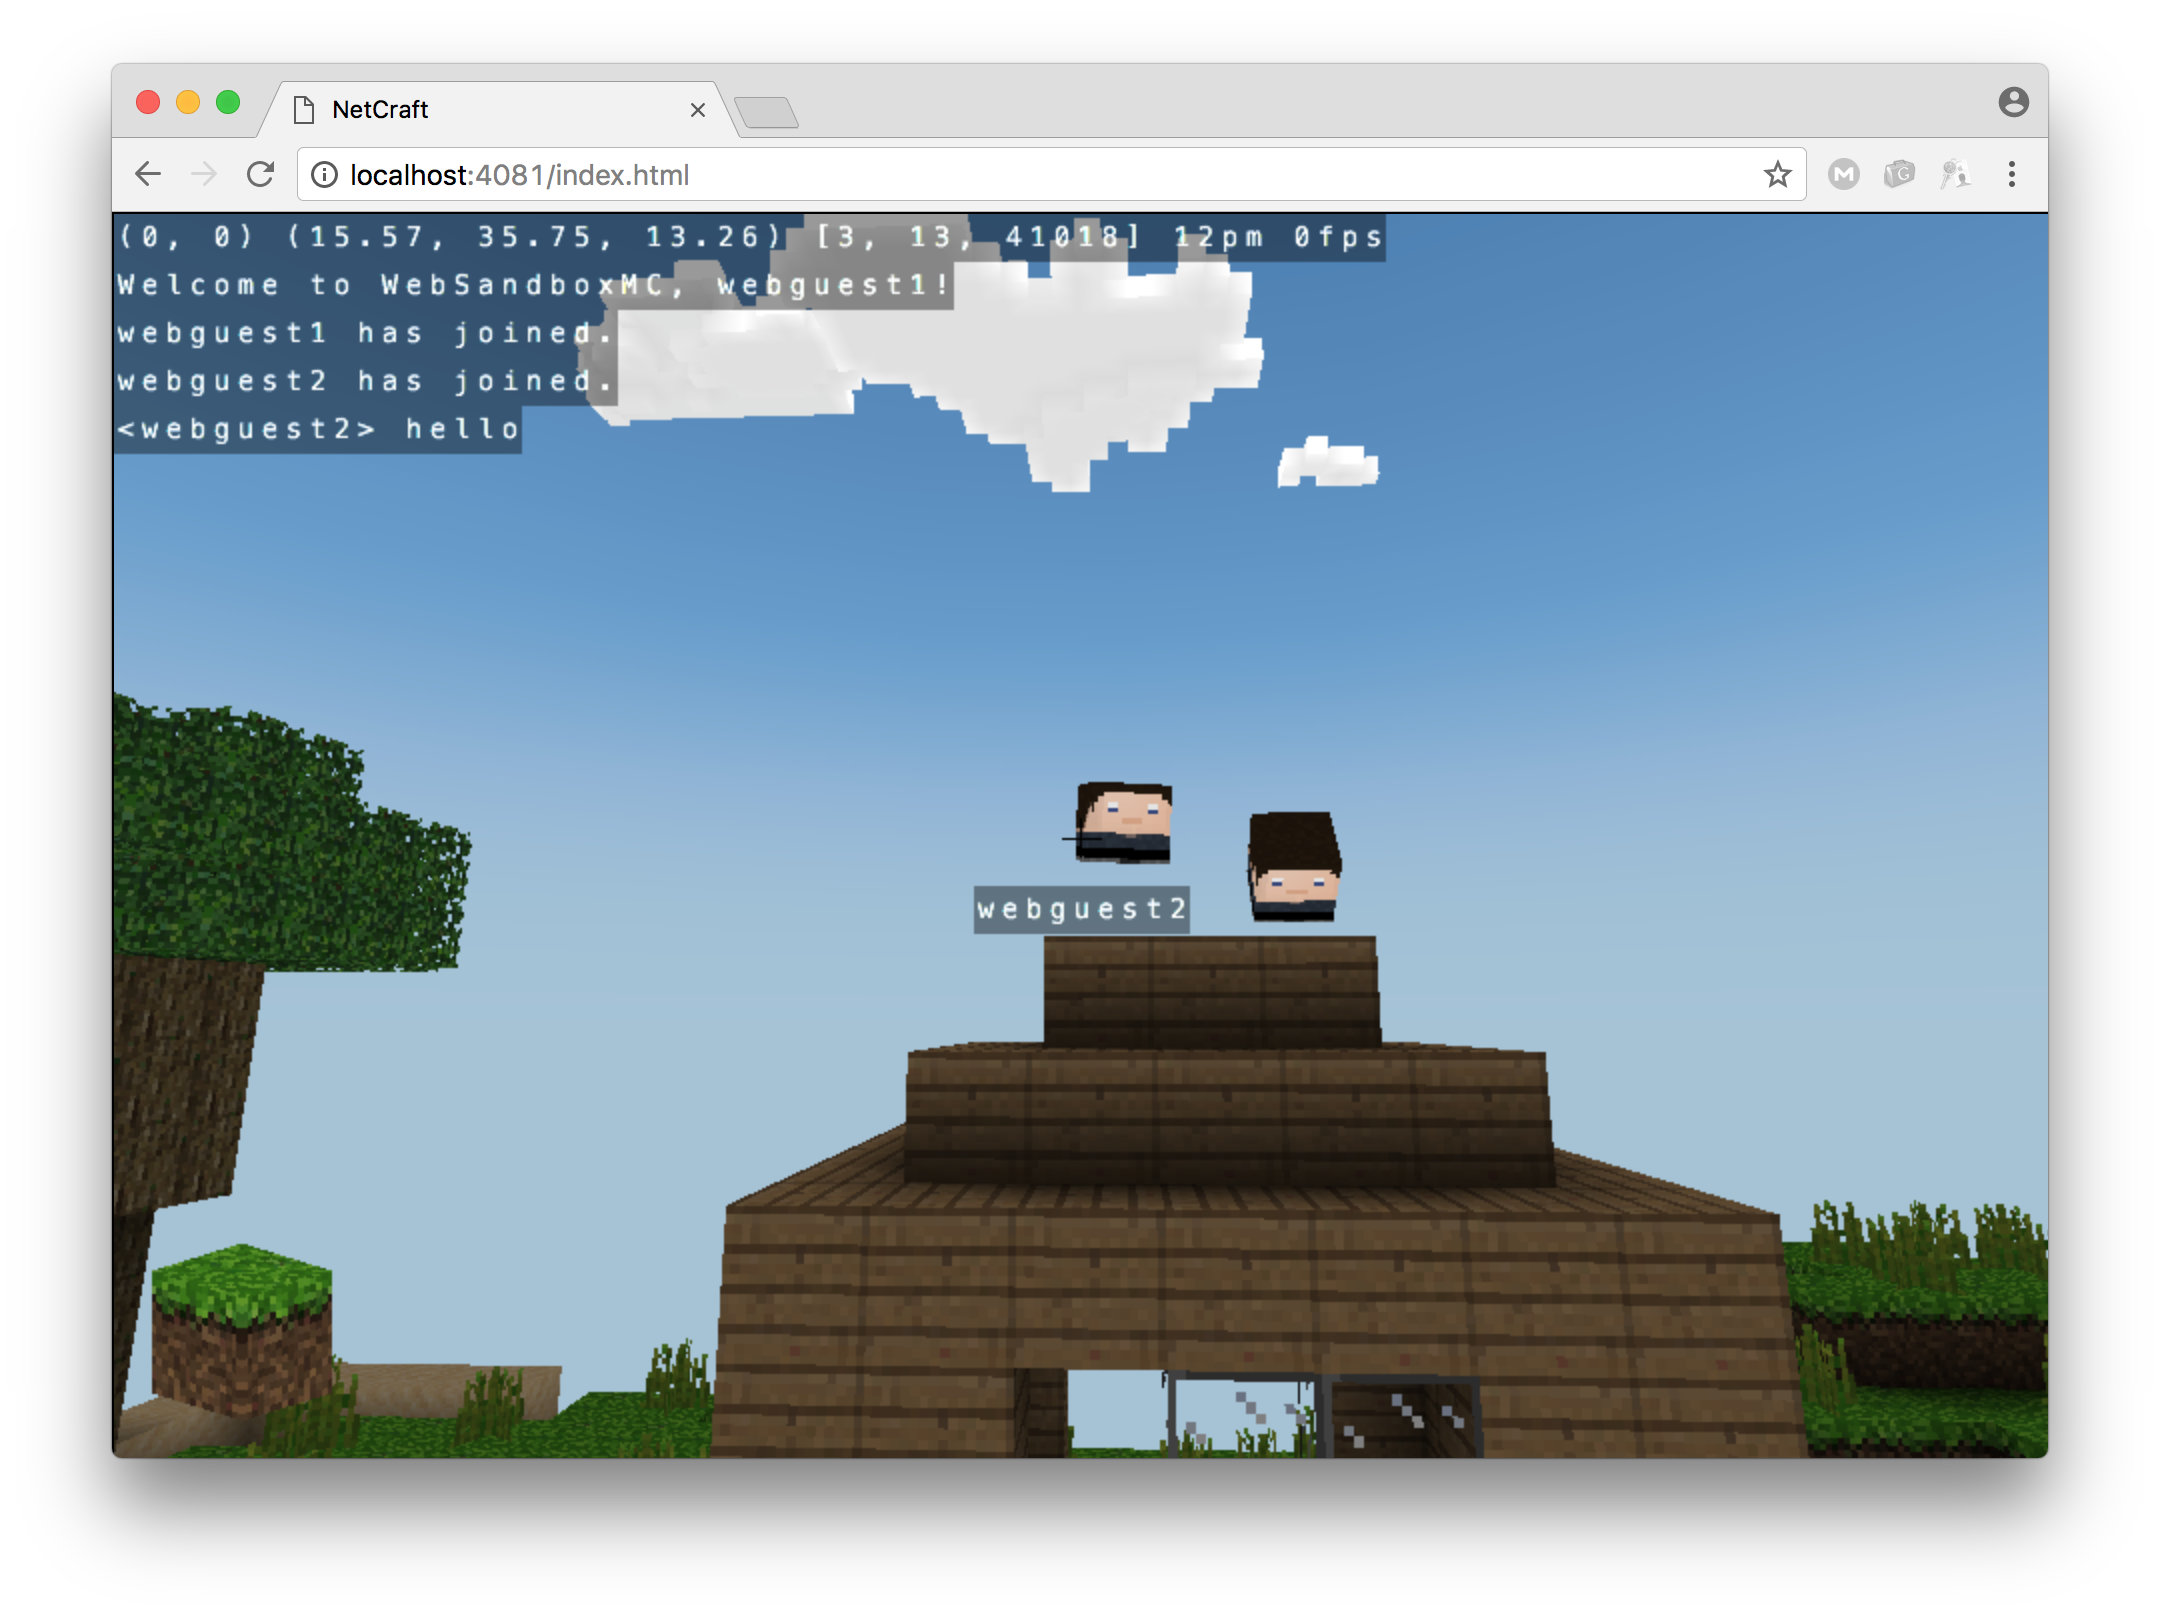 NetCraft
localhost:4081/index.html
(0, 0) (15.57, 35.75, 13.26) [3, 13, 41018] 12pm 0fps
Welcome to WebSandboxMC, webguest1!
webguest1 has joined.
webguest2 has joined.
<webguest2> hello
webguest2